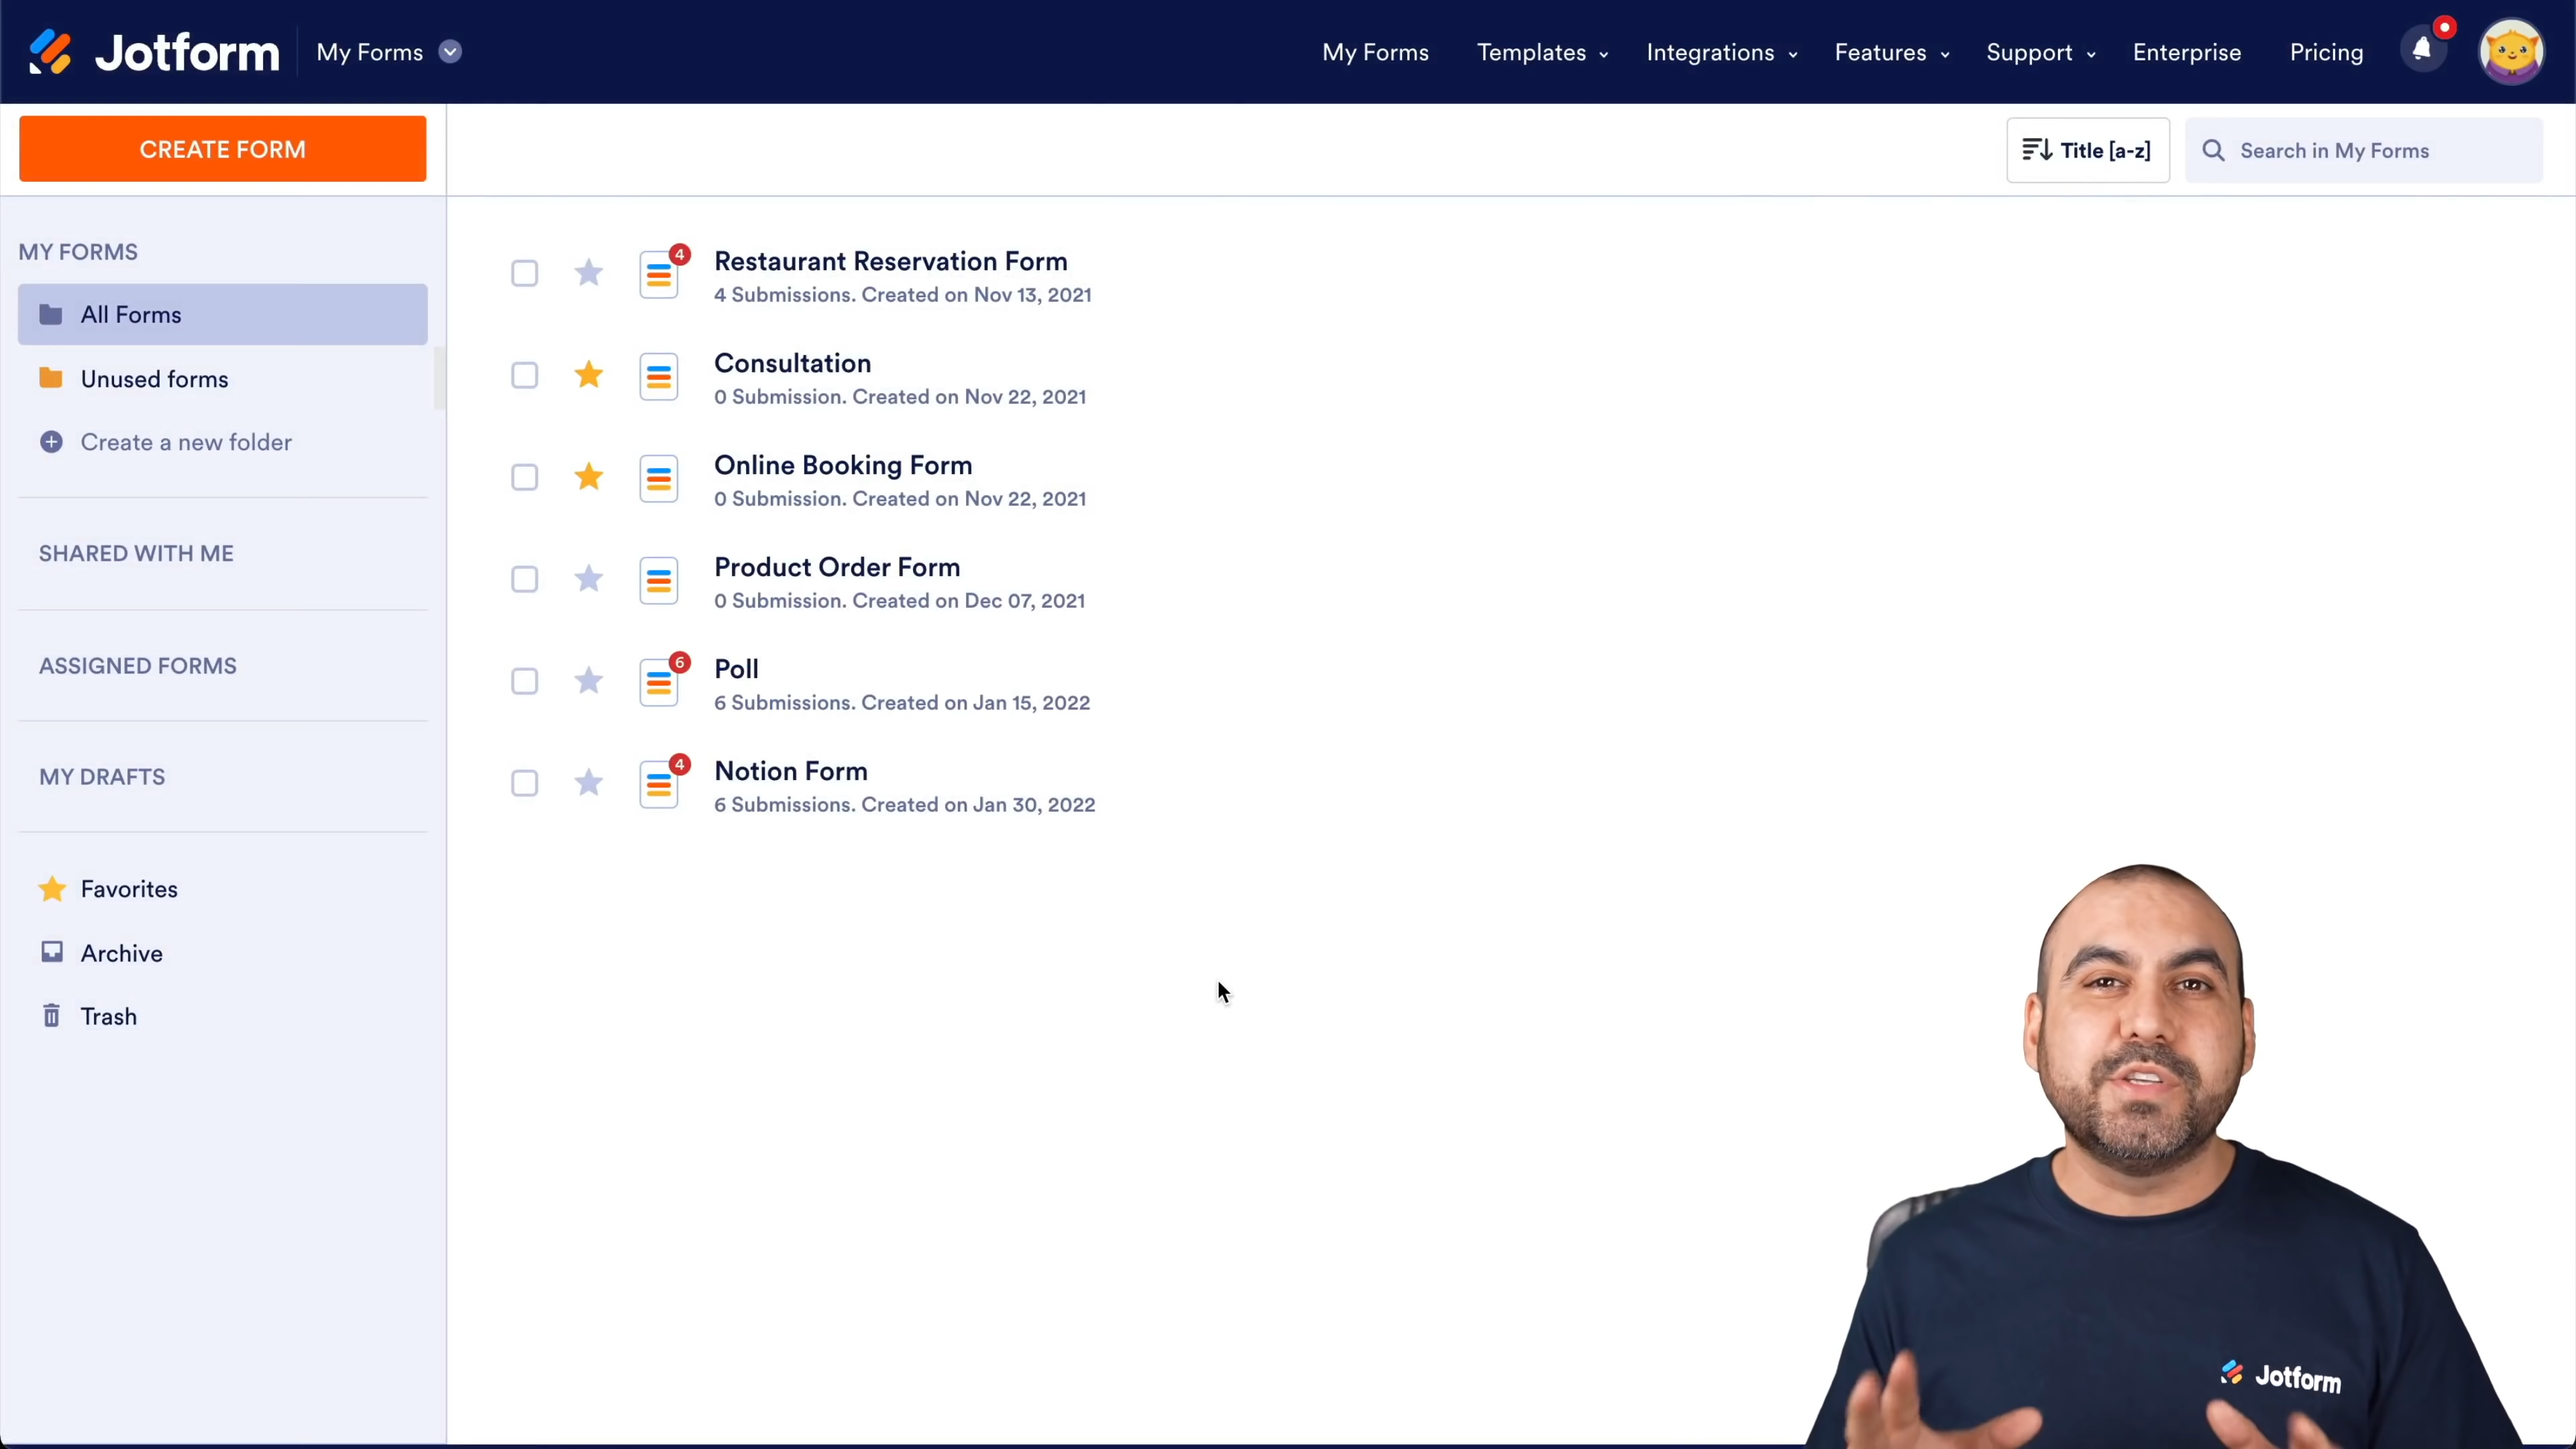 Jotform
My Forms
My Forms
Templates
Integrations
Features
Support
Enterprise
Pricing
CREATE FORM
Title [a-z]
Search in My Forms
MY FORMS
All Forms
Unused forms
Create a new folder
SHARED WITH ME
ASSIGNED FORMS
MY DRAFTS
Favorites
Archive
Trash
4
Restaurant Reservation Form
4 Submissions. Created on Nov 13, 2021
Consultation
0 Submission. Created on Nov 22, 2021
Online Booking Form
0 Submission. Created on Nov 22, 2021
Product Order Form
0 Submission. Created on Dec 07, 2021
6
Poll
6 Submissions. Created on Jan 15, 2022
4
Notion Form
6 Submissions. Created on Jan 30, 2022
Jotform